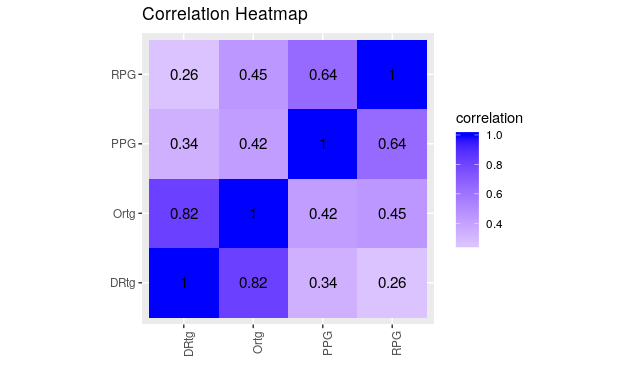 Correlation Heatmap
RPG 0.26 0.45 0.64 1
PPG 0.34 0.42 1 0.64
Ortg 0.82 1 0.42 0.45
DRtg 1 0.82 0.34 0.26
DRtg Ortg PPG RPG
correlation
1.0
0.8
0.6
0.4